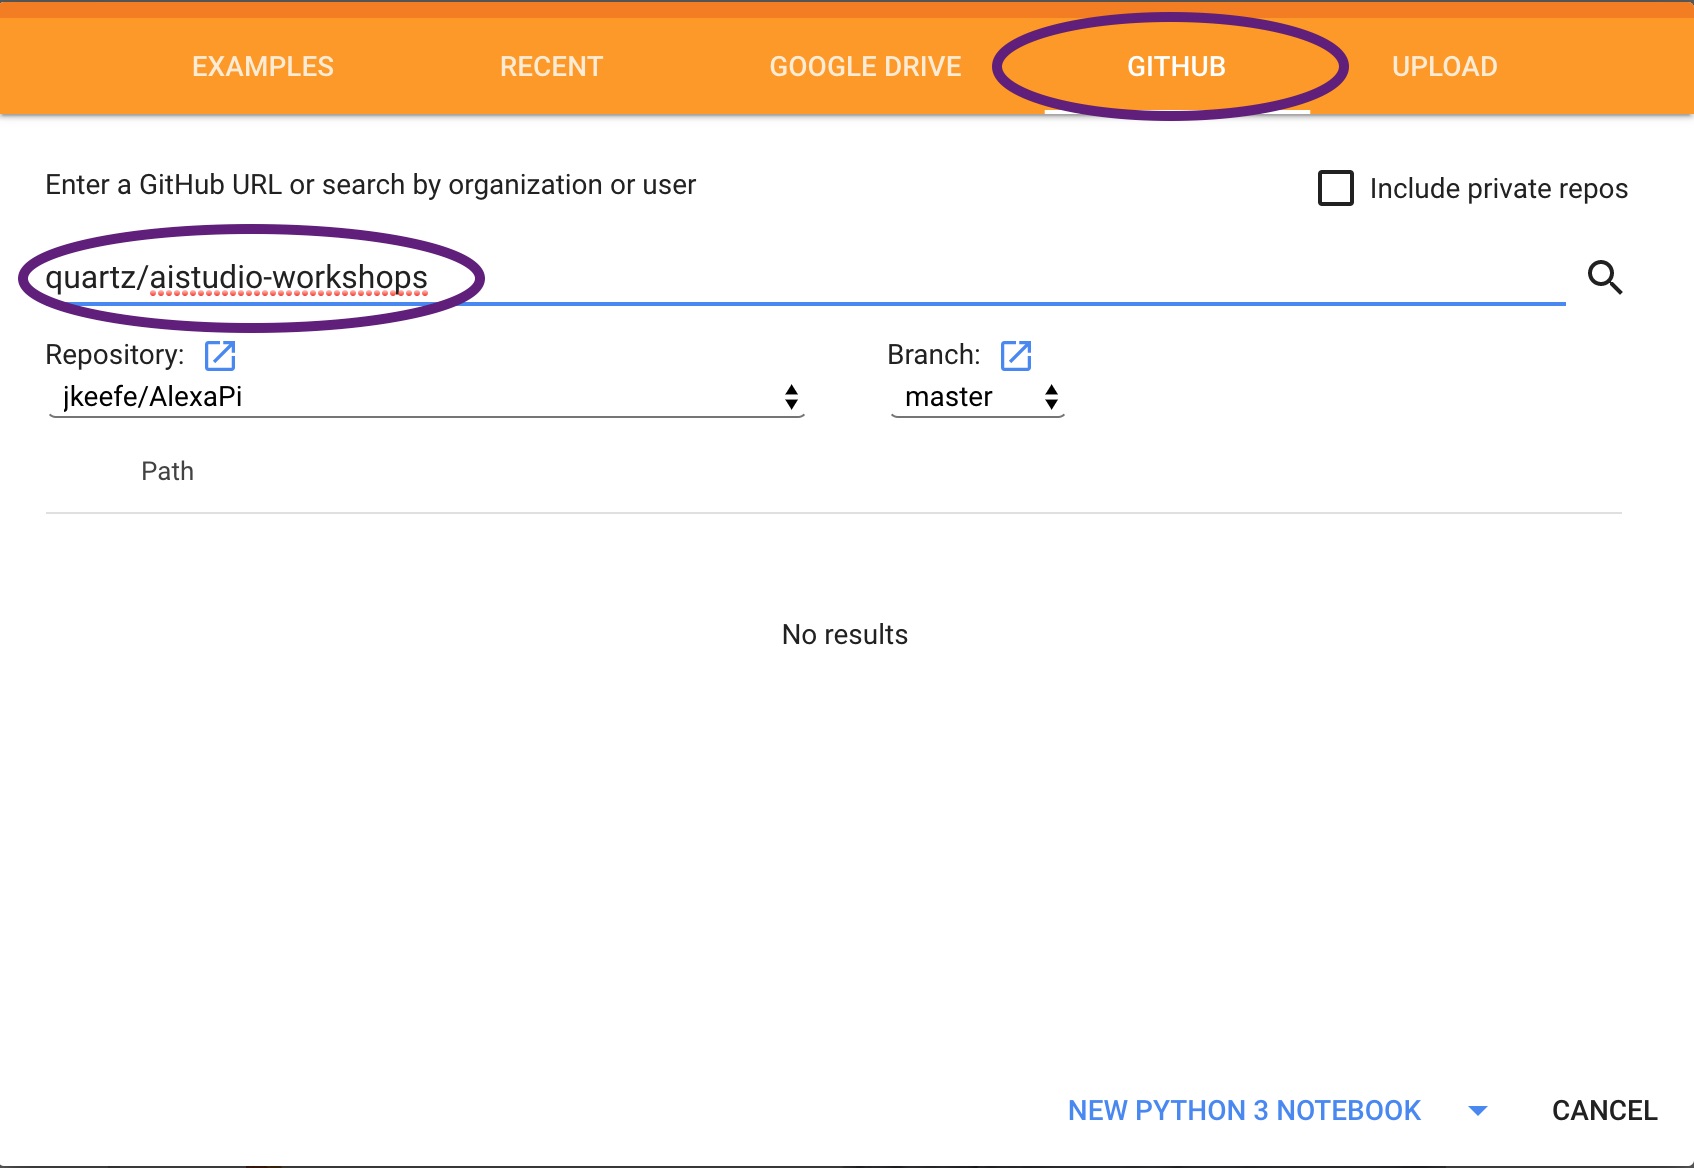 EXAMPLES RECENT GOOGLE DRIVE GITHUB UPLOAD
Enter a GitHub URL or search by organization or user Include private repos
quartz/aistudio-workshops
Repository: Branch:
jkeefe/AlexaPi master
Path
No results
NEW PYTHON 3 NOTEBOOK CANCEL